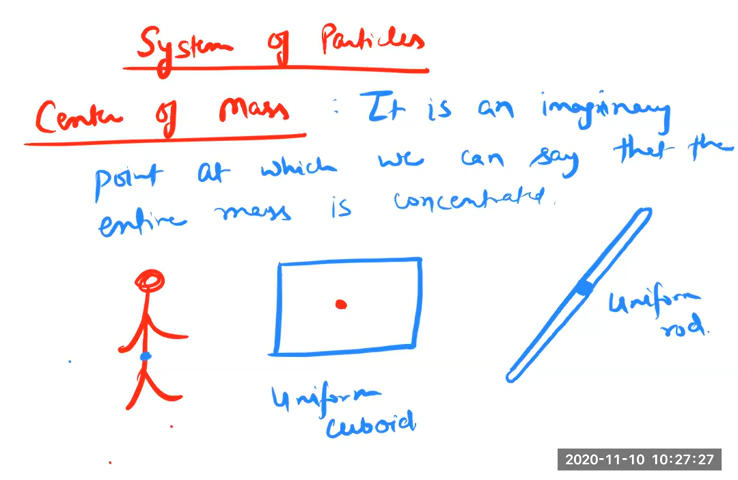 System of Particles
Center of Mass : It is an imaginary
point at which we can say that the
entire mass is concentrated.
Uniform
cuboid
Uniform
rod.
2020-11-10 10:27:27